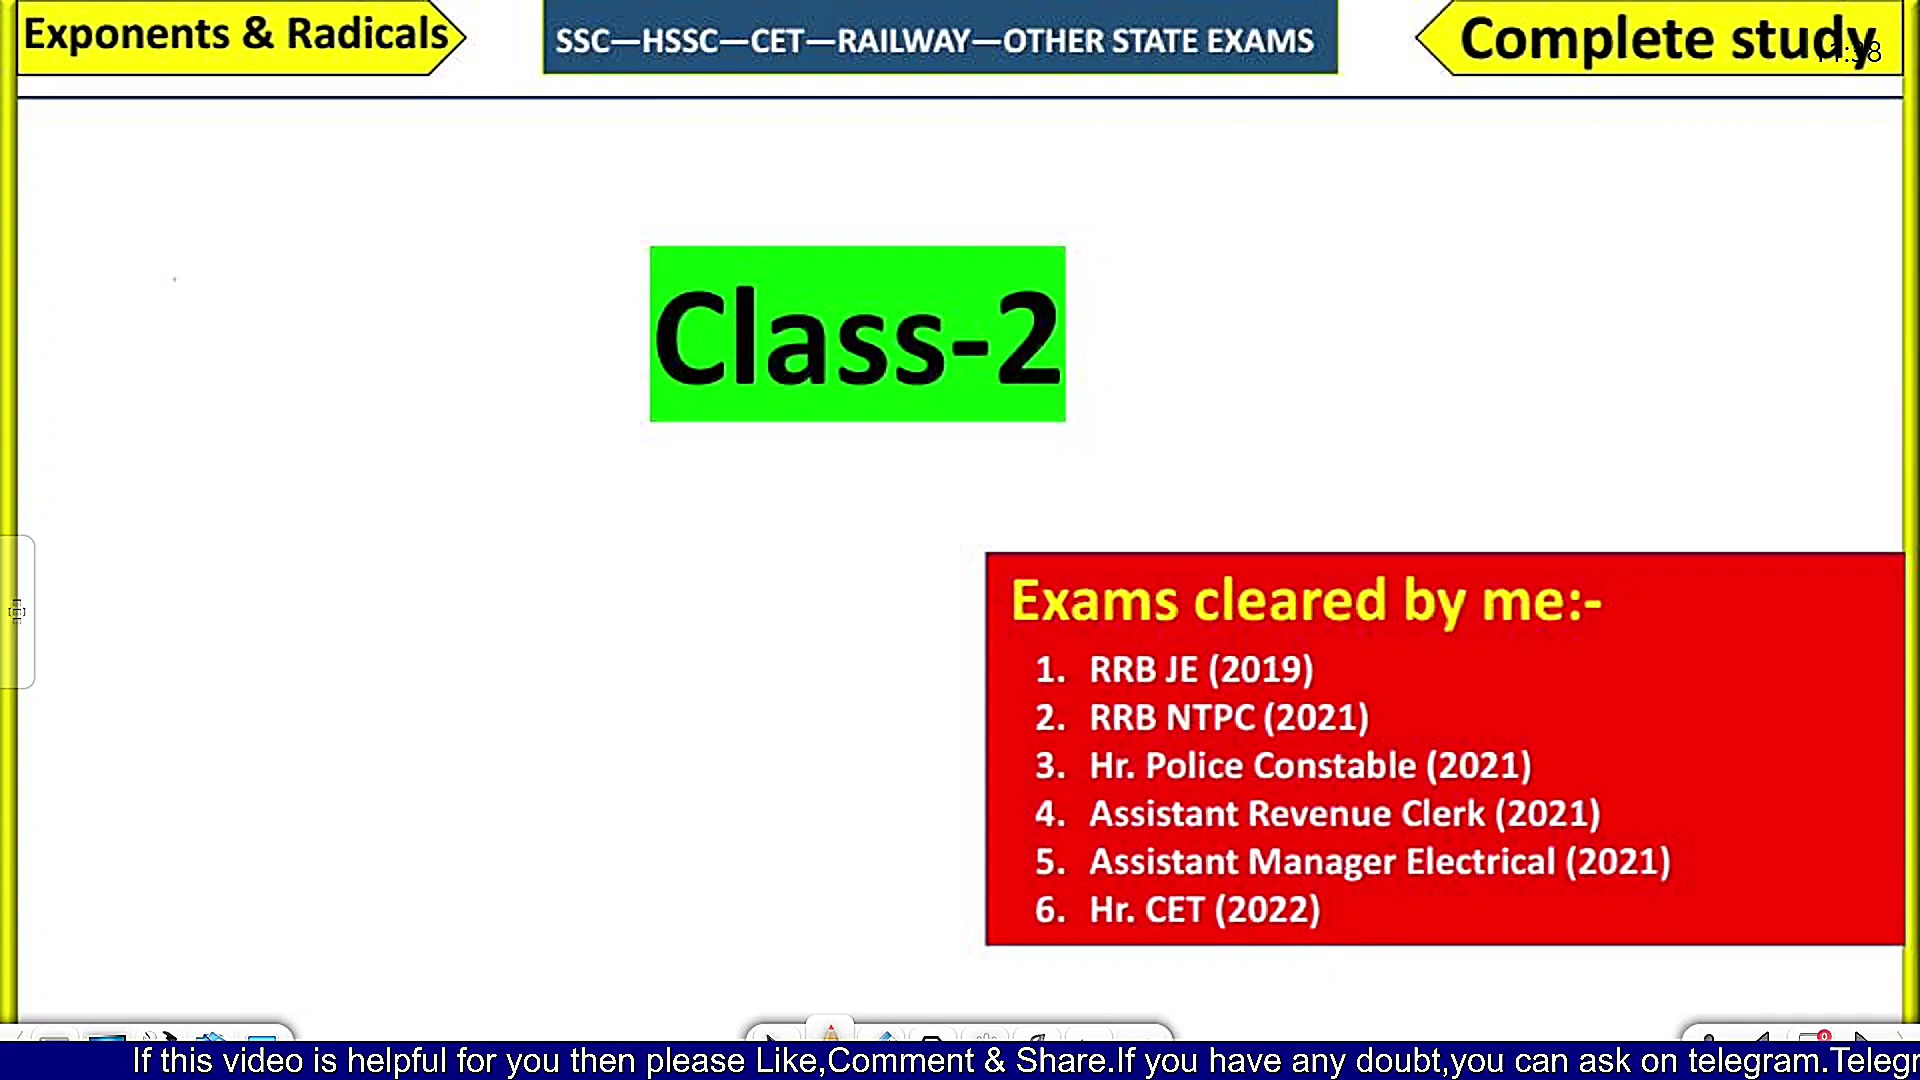 Exponents & Radicals
SSC—HSSC—CET—RAILWAY—OTHER STATE EXAMS
Complete study
Class-2
Exams cleared by me:-
1. RRB JE (2019)
2. RRB NTPC (2021)
3. Hr. Police Constable (2021)
4. Assistant Revenue Clerk (2021)
5. Assistant Manager Electrical (2021)
6. Hr. CET (2022)
If this video is helpful for you then please Like,Comment & Share.If you have any doubt,you can ask on telegram.Telegr